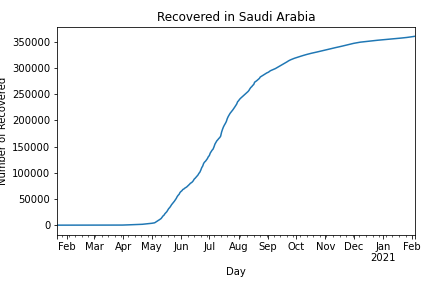 Recovered in Saudi Arabia
Number of Recovered
350000
300000
250000
200000
150000
100000
50000
0
Feb Mar Apr May Jun Jul Aug Sep Oct Nov Dec Jan Feb
2021
Day